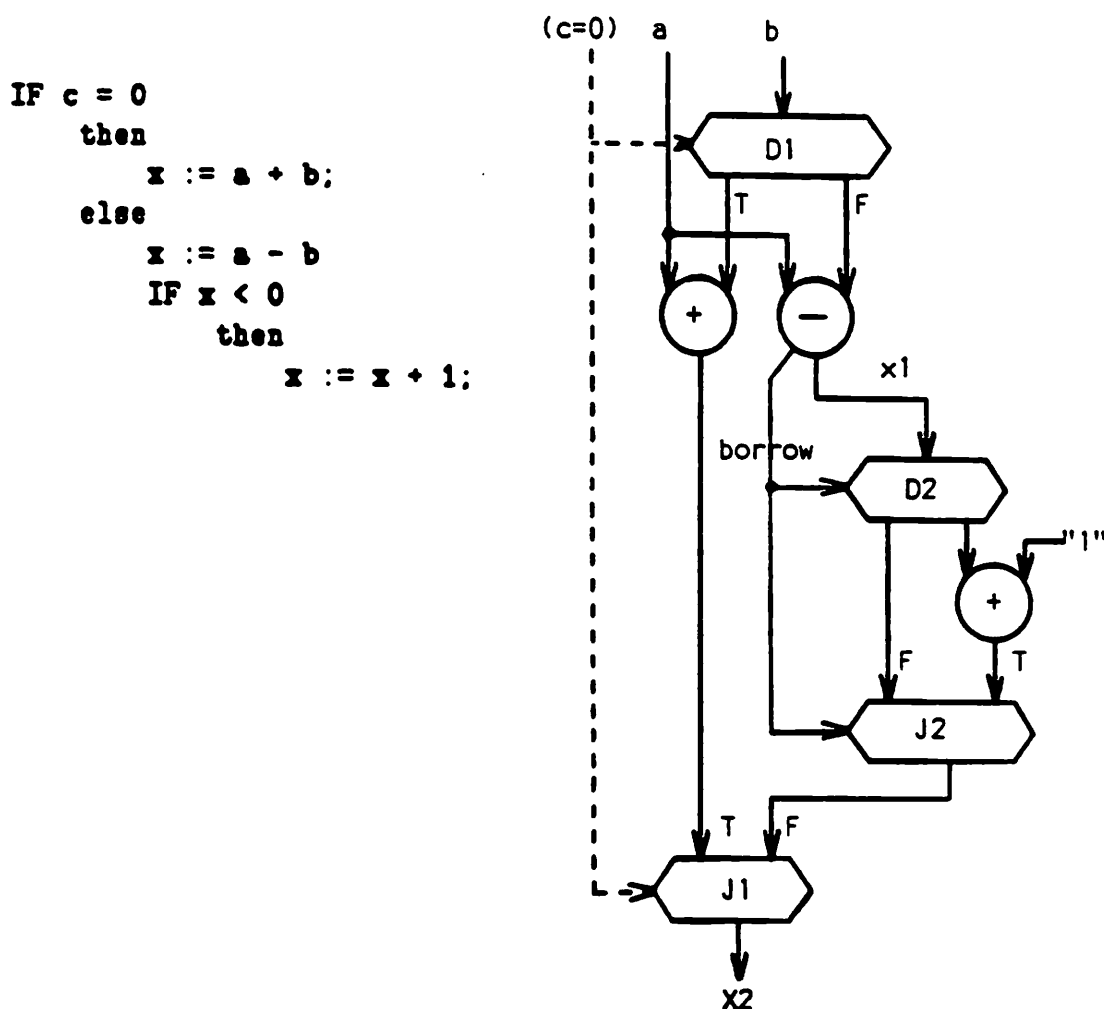 IF c = 0
then
x := a + b;
else
x := a - b
IF x < 0
then
x := x + 1;
(c=0) a b
D1
T F
+ −
x1
borrow
D2
"1"
+
F T
J2
T F
J1
X2